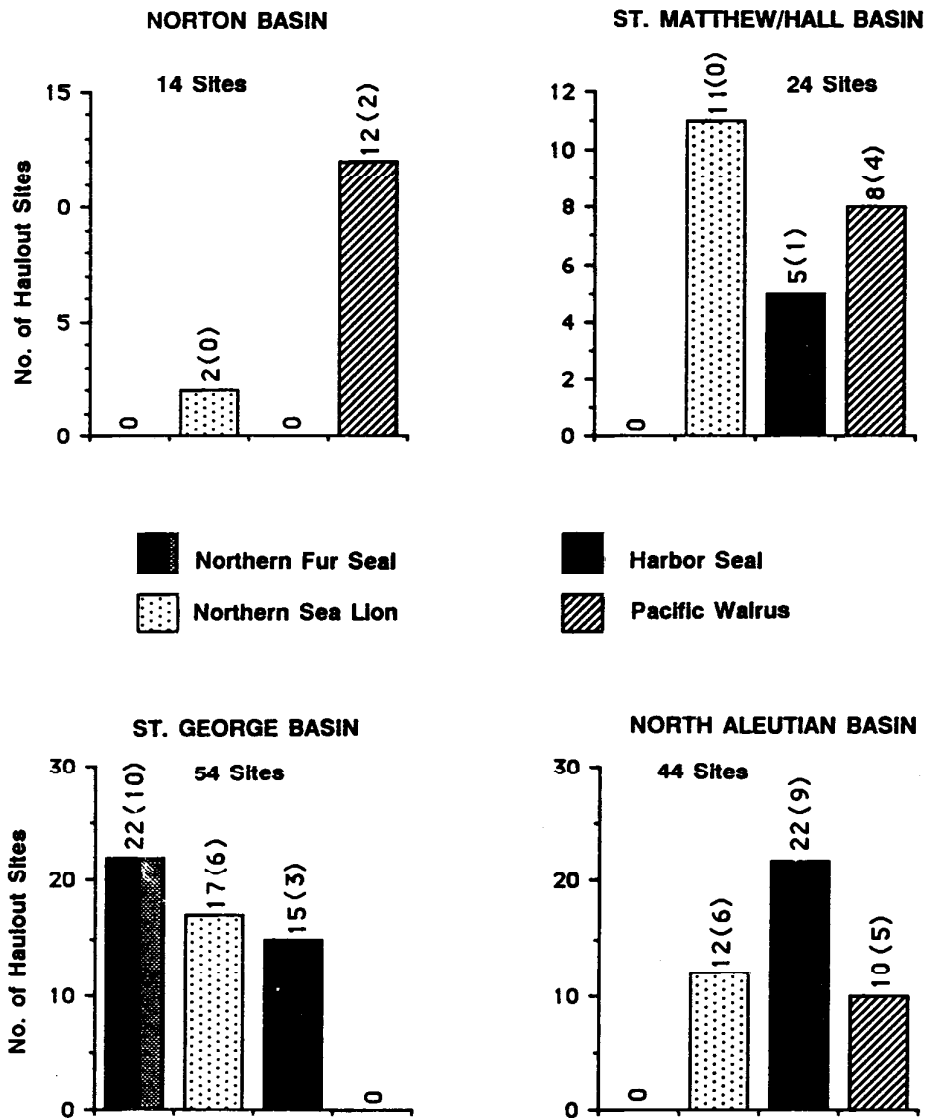 NORTON BASIN
14 Sites
No. of Haulout Sites
15
0
5
0
0
2(0)
0
12(2)
ST. MATTHEW/HALL BASIN
24 Sites
12
10
8
6
4
2
0
0
11(0)
5(1)
8(4)
Northern Fur Seal
Northern Sea Lion
Harbor Seal
Pacific Walrus
ST. GEORGE BASIN
54 Sites
No. of Haulout Sites
30
20
10
0
22(10)
17(6)
15(3)
0
NORTH ALEUTIAN BASIN
44 Sites
30
20
10
0
0
12(6)
22(9)
10(5)